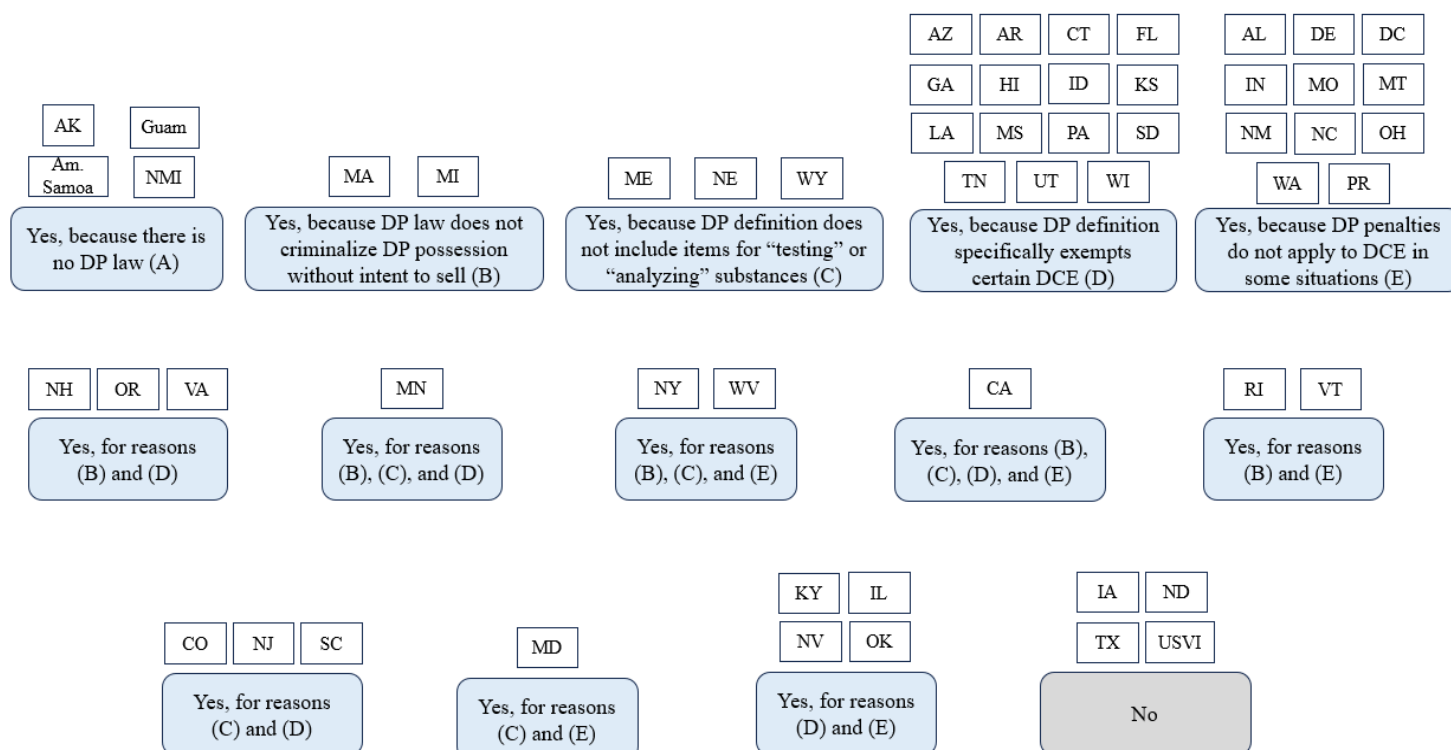 AZ AR CT FL
AL DE DC
GA HI ID KS
IN MO MT
AK Guam
LA MS PA SD
NM NC OH
Am.
Samoa
NMI
MA MI
ME NE WY
TN UT WI
WA PR
Yes, because there is
no DP law (A)
Yes, because DP law does not
criminalize DP possession
without intent to sell (B)
Yes, because DP definition does
not include items for “testing” or
“analyzing” substances (C)
Yes, because DP definition
specifically exempts
certain DCE (D)
Yes, because DP penalties
do not apply to DCE in
some situations (E)
NH OR VA
MN
NY WV
CA
RI VT
Yes, for reasons
(B) and (D)
Yes, for reasons
(B), (C), and (D)
Yes, for reasons
(B), (C), and (E)
Yes, for reasons (B),
(C), (D), and (E)
Yes, for reasons
(B) and (E)
KY IL
IA ND
CO NJ SC
MD
NV OK
TX USVI
Yes, for reasons
(C) and (D)
Yes, for reasons
(C) and (E)
Yes, for reasons
(D) and (E)
No